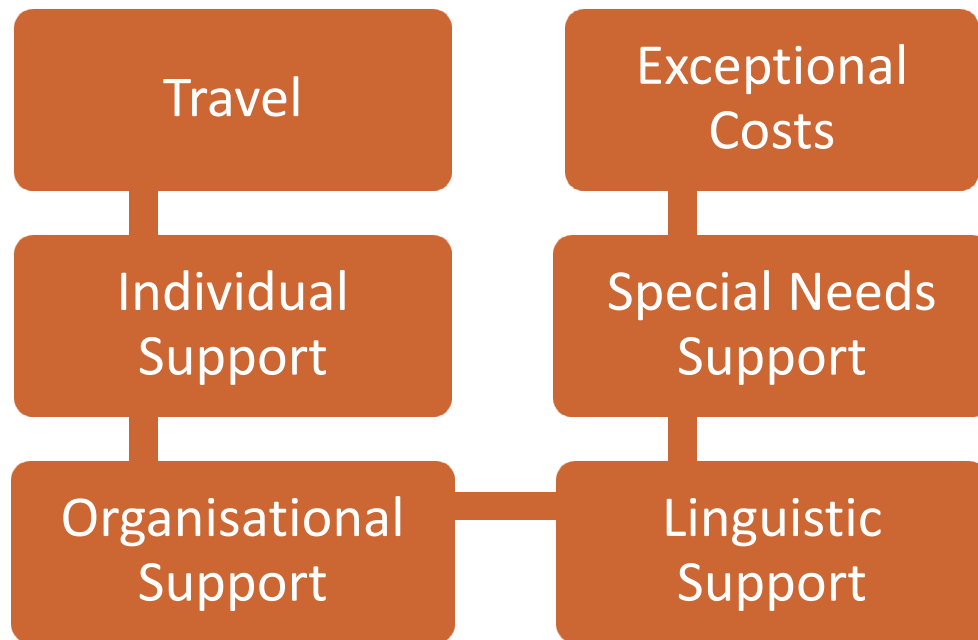 Travel
Individual
Support
Organisational
Support
Linguistic
Support
Special Needs
Support
Exceptional
Costs